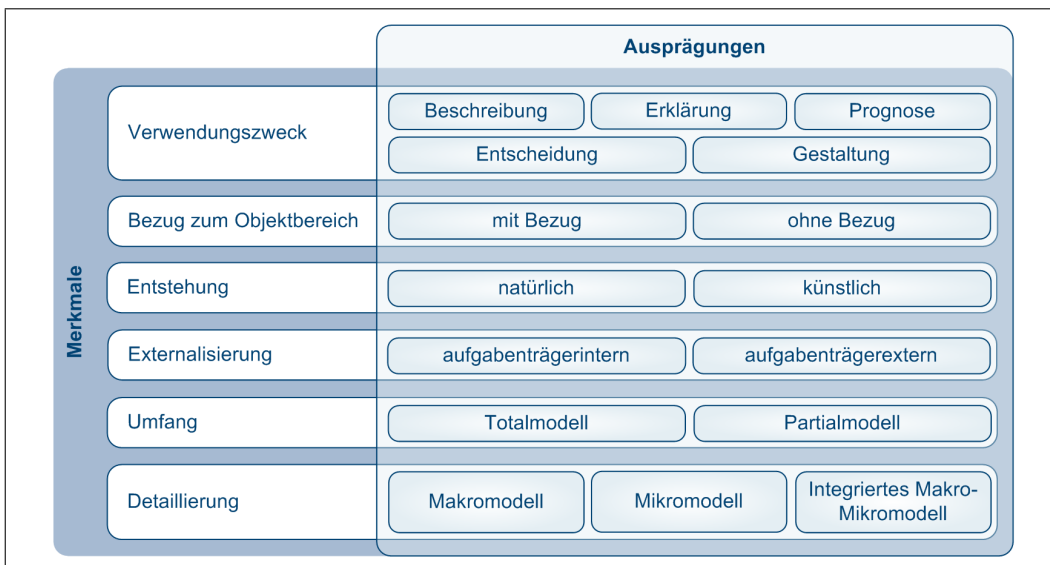 Ausprägungen
Merkmale
Verwendungszweck
Beschreibung
Erklärung
Prognose
Entscheidung
Gestaltung
Bezug zum Objektbereich
mit Bezug
ohne Bezug
Entstehung
natürlich
künstlich
Externalisierung
aufgabenträgerintern
aufgabenträgerextern
Umfang
Totalmodell
Partialmodell
Detaillierung
Makromodell
Mikromodell
Integriertes Makro-
Mikromodell